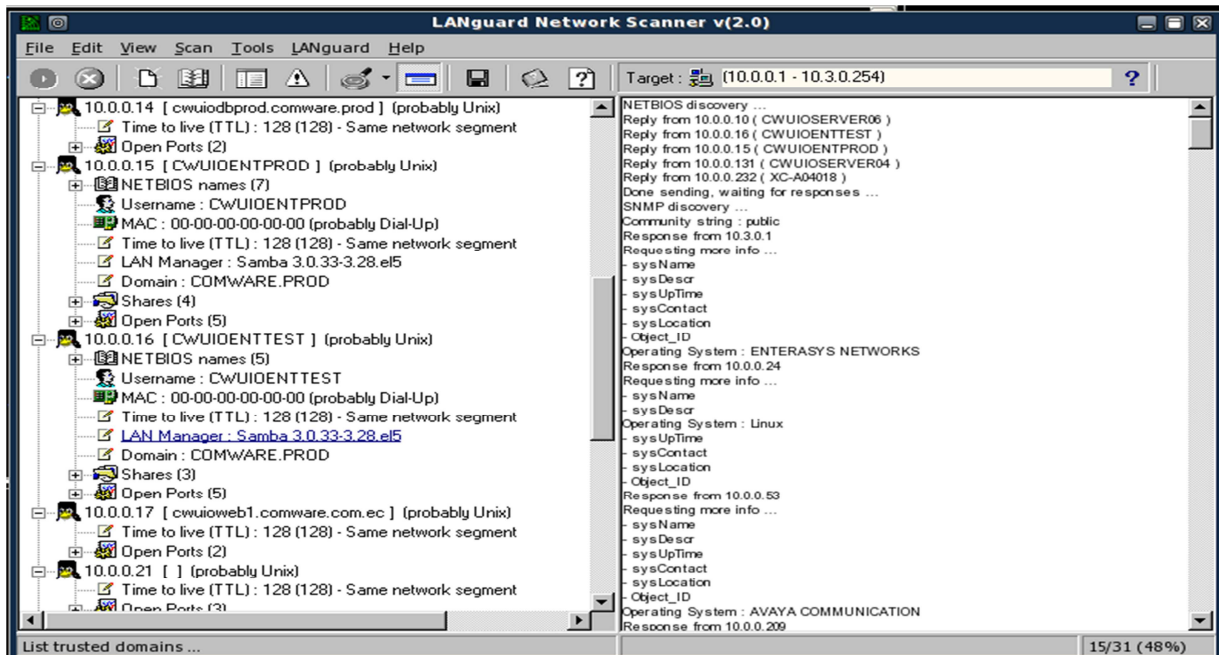 LANguard Network Scanner v(2.0)
File Edit View Scan Tools LANguard Help
Target : (10.0.0.1 - 10.3.0.254)
10.0.0.14 [ cwuiodbprod.comware.prod ] (probably Unix)
Time to live (TTL) : 128 (128) - Same network segment
Open Ports (2)
10.0.0.15 [ CWUIOENTPROD ] (probably Unix)
NETBIOS names (7)
Username : CWUIOENTPROD
MAC : 00-00-00-00-00-00 (probably Dial-Up)
Time to live (TTL) : 128 (128) - Same network segment
LAN Manager : Samba 3.0.33-3.28.el5
Domain : COMWARE.PROD
Shares (4)
Open Ports (5)
10.0.0.16 [ CWUIOENTTEST ] (probably Unix)
NETBIOS names (5)
Username : CWUIOENTTEST
MAC : 00-00-00-00-00-00 (probably Dial-Up)
Time to live (TTL) : 128 (128) - Same network segment
LAN Manager : Samba 3.0.33-3.28.el5
Domain : COMWARE.PROD
Shares (3)
Open Ports (5)
10.0.0.17 [ cwuioweb1.comware.com.ec ] (probably Unix)
Time to live (TTL) : 128 (128) - Same network segment
Open Ports (2)
10.0.0.21 [ ] (probably Unix)
Time to live (TTL) : 128 (128) - Same network segment
Open Ports (3)
NETBIOS discovery ...
Reply from 10.0.0.10 ( CWUIOSERVER06 )
Reply from 10.0.0.16 ( CWUIOENTTEST )
Reply from 10.0.0.15 ( CWUIOENTPROD )
Reply from 10.0.0.131 ( CWUIOSERVER04 )
Reply from 10.0.0.232 ( XC-A04018 )
Done sending, waiting for responses ...
SNMP discovery ...
Community string : public
Response from 10.3.0.1
Requesting more info ...
- sysName
- sysDescr
- sysUpTime
- sysContact
- sysLocation
- Object_ID
Operating System : ENTERASYS NETWORKS
Response from 10.0.0.24
Requesting more info ...
- sysName
- sysDescr
Operating System : Linux
- sysUpTime
- sysContact
- sysLocation
- Object_ID
Response from 10.0.0.53
Requesting more info ...
- sysName
- sysDescr
- sysUpTime
- sysContact
- sysLocation
- Object_ID
Operating System : AVAYA COMMUNICATION
Response from 10.0.0.209
List trusted domains ...
15/31 (48%)